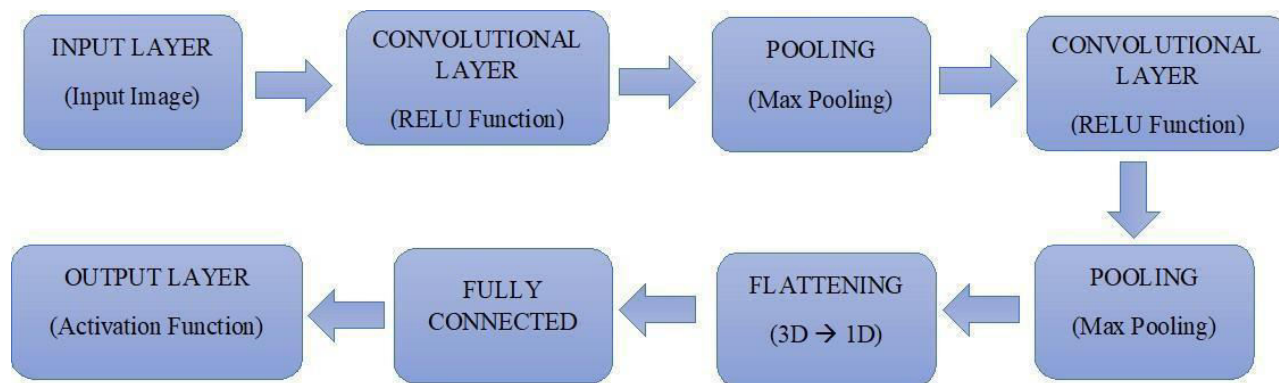 INPUT LAYER
(Input Image)
CONVOLUTIONAL
LAYER
(RELU Function)
POOLING
(Max Pooling)
CONVOLUTIONAL
LAYER
(RELU Function)
POOLING
(Max Pooling)
FLATTENING
(3D → 1D)
FULLY
CONNECTED
OUTPUT LAYER
(Activation Function)